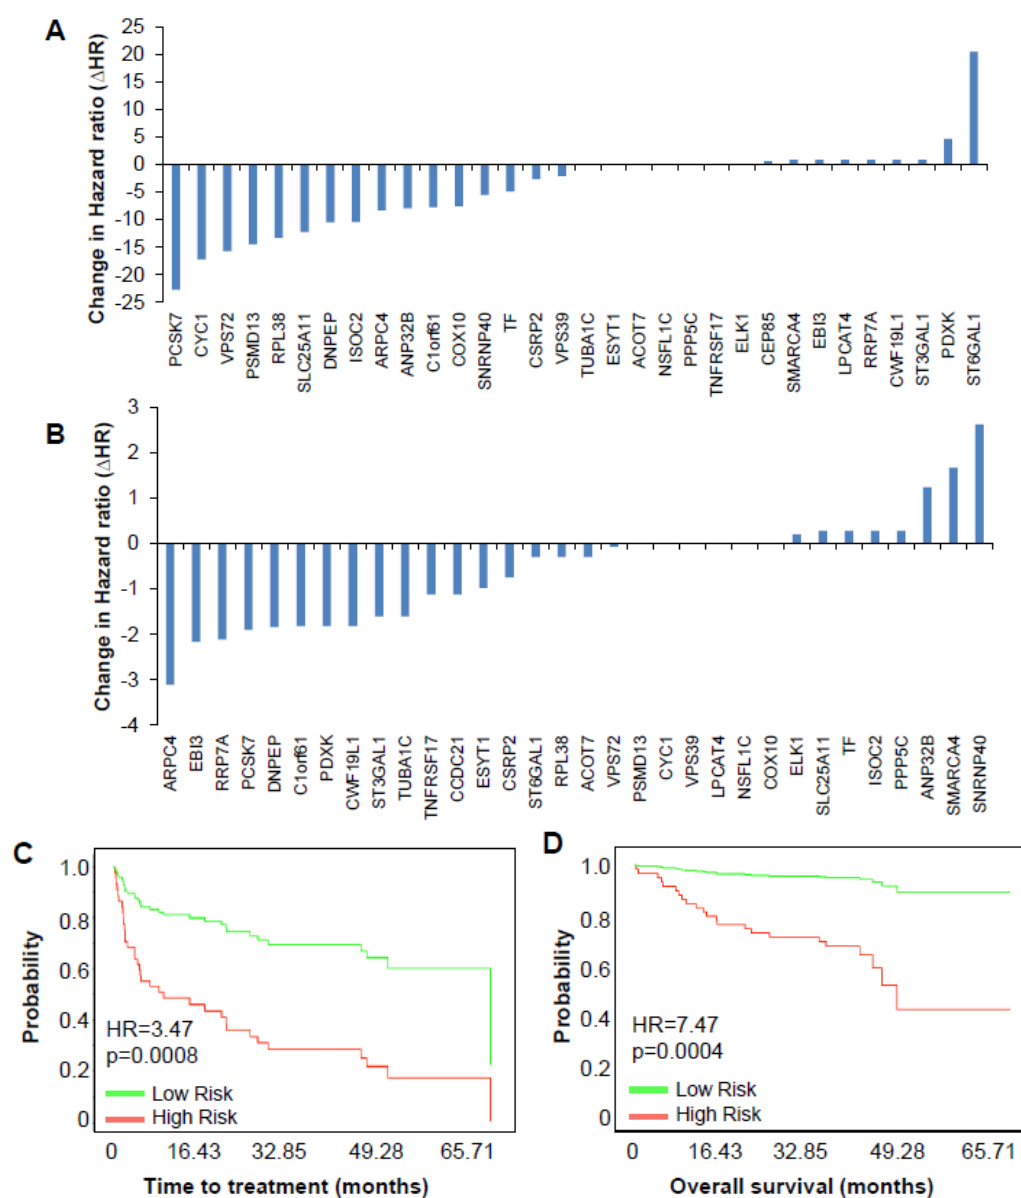 A
Change in Hazard ratio (ΔHR)
25
20
15
10
5
0
-5
-10
-15
-20
-25
PCSK7
CYC1
VPS72
PSMD13
RPL38
SLC25A11
DNPEP
ISOC2
ARPC4
ANP32B
C1orf61
COX10
SNRNP40
TF
CSRP2
VPS39
TUBA1C
ESYT1
ACOT7
NSFL1C
PPP5C
TNFRSF17
ELK1
CEP85
SMARCA4
EBI3
LPCAT4
RRP7A
CWF19L1
ST3GAL1
PDXK
ST6GAL1
B
Change in Hazard ratio (ΔHR)
3
2
1
0
-1
-2
-3
-4
ARPC4
EBI3
RRP7A
PCSK7
DNPEP
C1orf61
PDXK
CWF19L1
ST3GAL1
TUBA1C
TNFRSF17
CCDC21
ESYT1
CSRP2
ST6GAL1
RPL38
ACOT7
VPS72
PSMD13
CYC1
VPS39
LPCAT4
NSFL1C
COX10
ELK1
SLC25A11
TF
ISOC2
PPP5C
ANP32B
SMARCA4
SNRNP40
C
Probability
1.0
0.8
0.6
0.4
0.2
0
HR=3.47
p=0.0008
Low Risk
High Risk
0 16.43 32.85 49.28 65.71
Time to treatment (months)
D
Probability
1.0
0.8
0.6
0.4
0.2
0
HR=7.47
p=0.0004
Low Risk
High Risk
0 16.43 32.85 49.28 65.71
Overall survival (months)